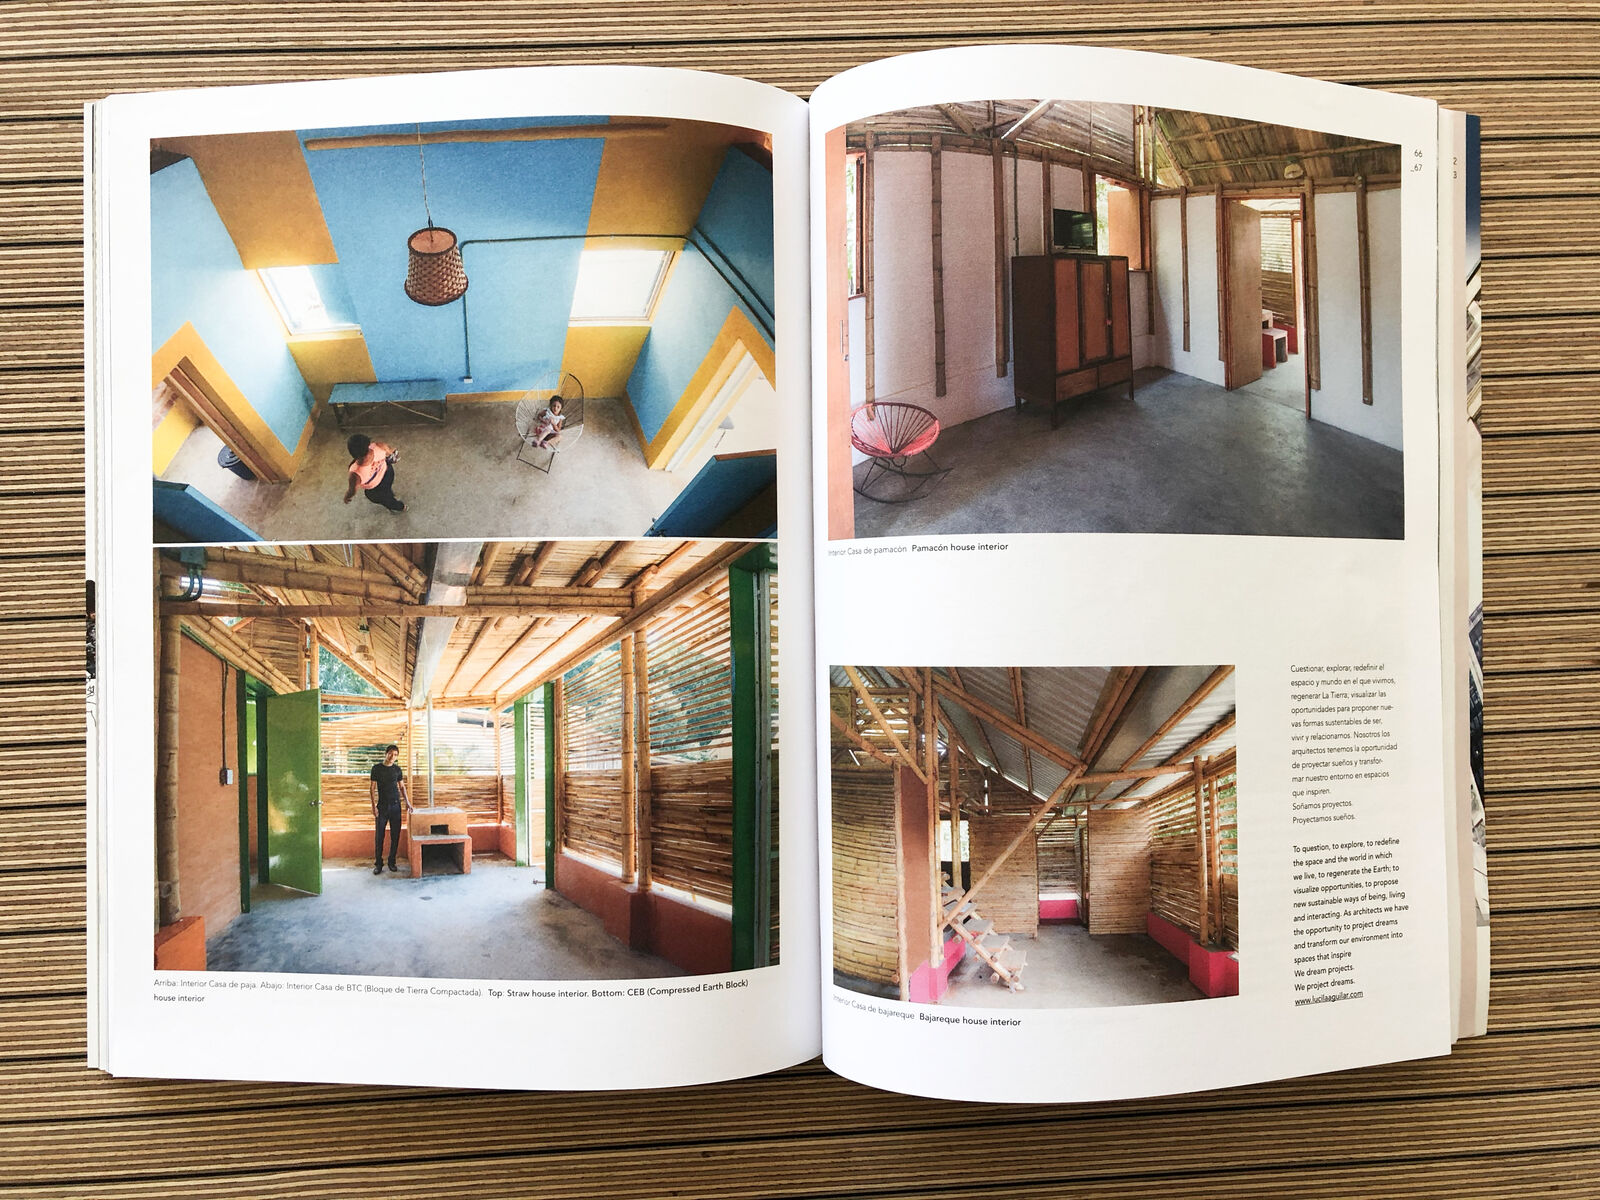 Arriba: Interior Casa de paja. Abajo: Interior Casa de BTC (Bloque de Tierra Compactada). Top: Straw house interior. Bottom: CEB (Compressed Earth Block)
house interior
66
_67
2
3
Interior Casa de pamacón Pamacón house interior
Interior Casa de bajareque Bajareque house interior
Cuestionar, explorar, redefinir el
espacio y mundo en el que vivimos,
regenerar La Tierra; visualizar las
oportunidades para proponer nue-
vas formas sustentables de ser,
vivir y relacionarnos. Nosotros los
arquitectos tenemos la oportunidad
de proyectar sueños y transfor-
mar nuestro entorno en espacios
que inspiren.
Soñamos proyectos.
Proyectamos sueños.
To question, to explore, to redefine
the space and the world in which
we live, to regenerate the Earth; to
visualize opportunities, to propose
new sustainable ways of being, living
and interacting. As architects we have
the opportunity to project dreams
and transform our environment into
spaces that inspire
We dream projects.
We project dreams.
www.lucilaaguilar.com